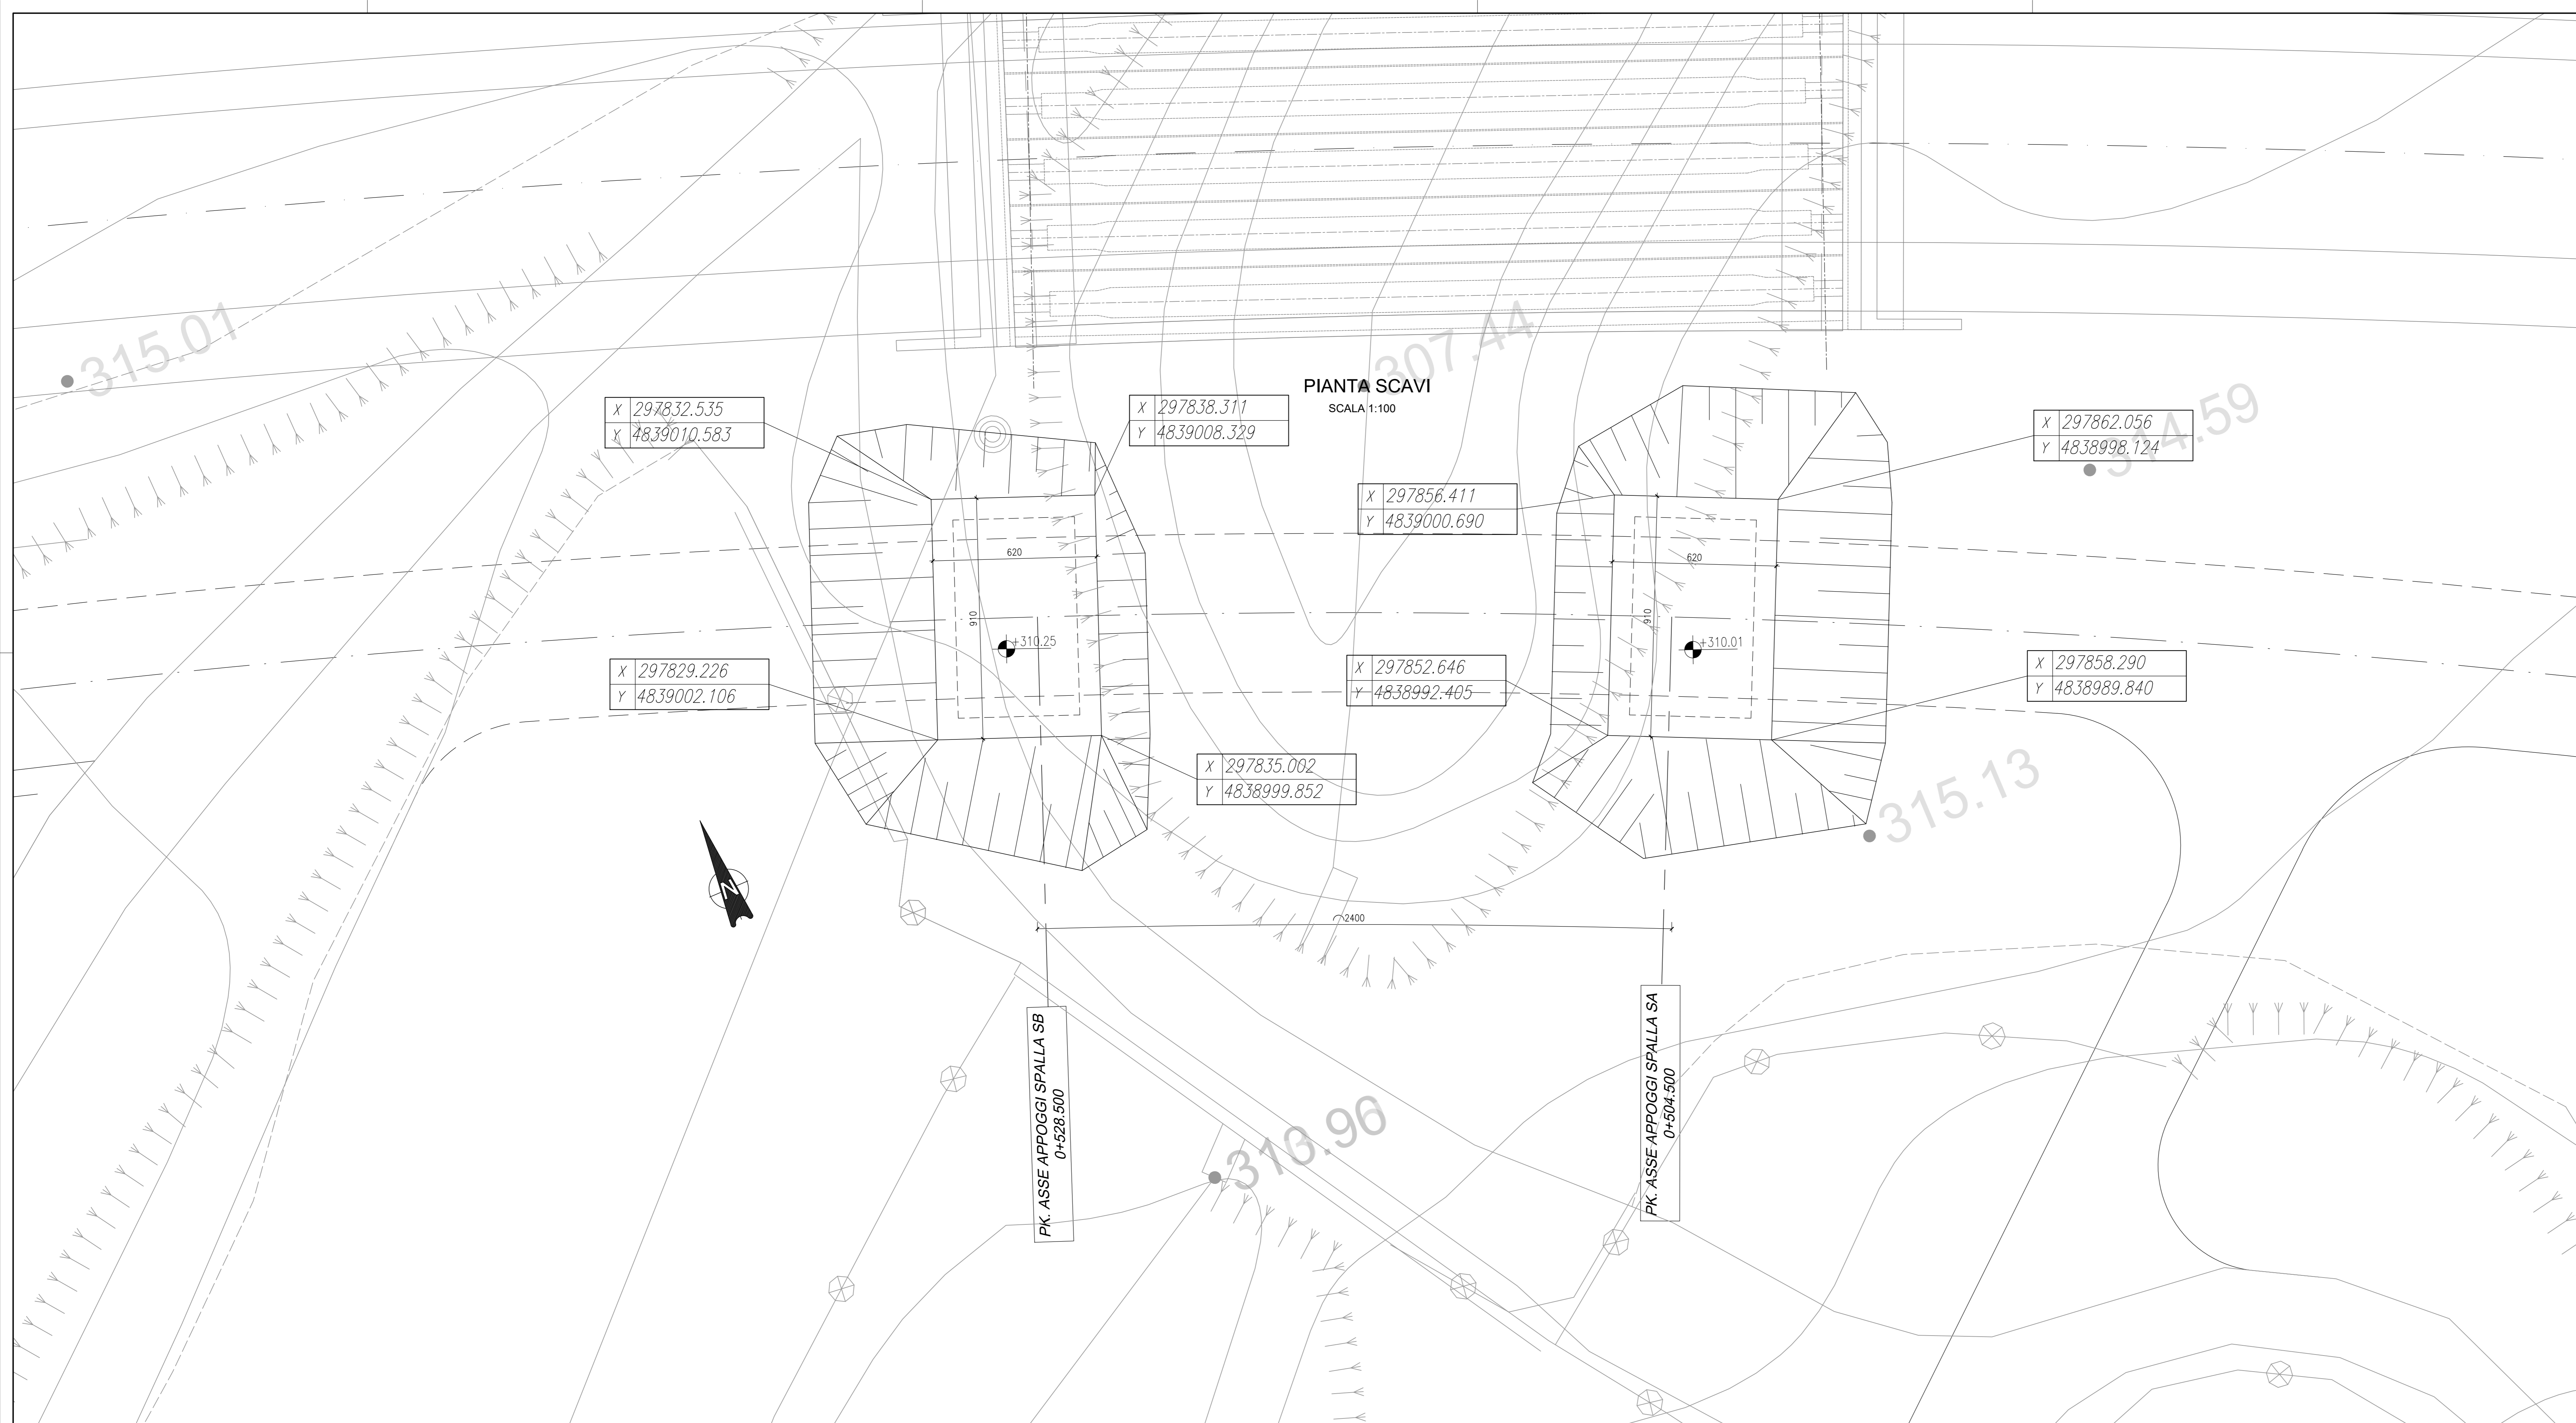 315.01
307.44
PIANTA SCAVI
SCALA 1:100
314.59
X 297832.535
Y 4839010.583
X 297838.311
Y 4839008.329
X 297856.411
Y 4839000.690
X 297862.056
Y 4838998.124
620
620
910
910
+310.25
+310.01
X 297829.226
Y 4839002.106
X 297852.646
Y 4838992.405
X 297858.290
Y 4838989.840
X 297835.002
Y 4838999.852
315.13
N
2400
PK. ASSE APPOGGI SPALLA SB
0+528.500
PK. ASSE APPOGGI SPALLA SA
0+504.500